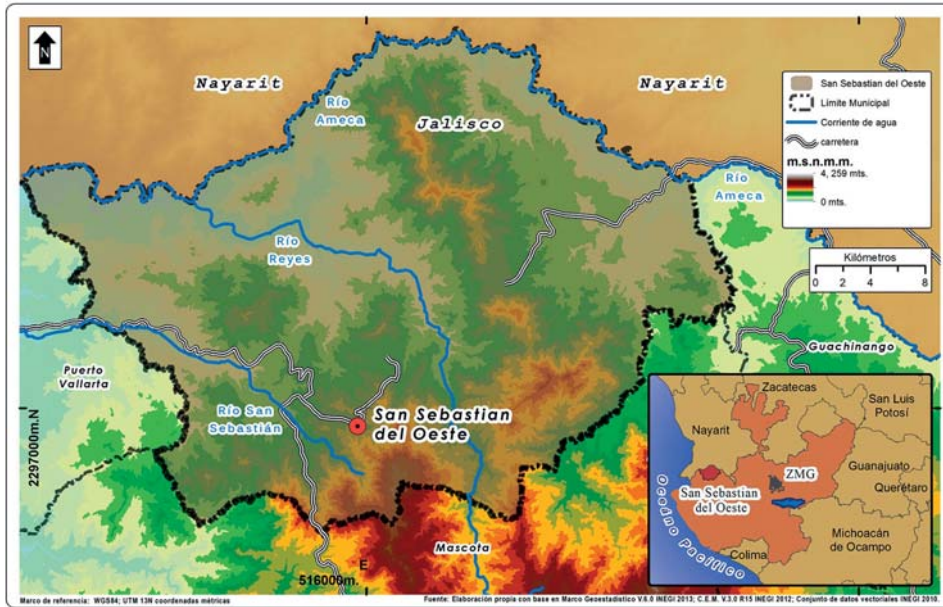 N
Nayarit
Nayarit
Río
Ameca
Jalisco
San Sebastian del Oeste
Límite Municipal
Corriente de agua
carretera
m.s.n.m.m.
4, 259 mts.
0 mts.
Río
Ameca
Río
Reyes
Kilómetros
0 2 4 8
Guachinango
Puerto
Vallarta
Río San
Sebastián
San Sebastian
del Oeste
2297000m.N
Mascota
E
516000m.
Zacatecas
San Luis
Potosí
Nayarit
ZMG
Guanajuato
Querétaro
San Sebastian
del Oeste
Michoacán
de Ocampo
Colima
Océano Pacífico
Marco de referencia: WGS84; UTM 13N coordenadas métricas
Fuente: Elaboración propia con base en Marco Geoestadístico V.6.0 INEGI 2013; C.E.M. V.3.0 R15 INEGI 2012; Conjunto de datos vectoriales INEGI 2010.